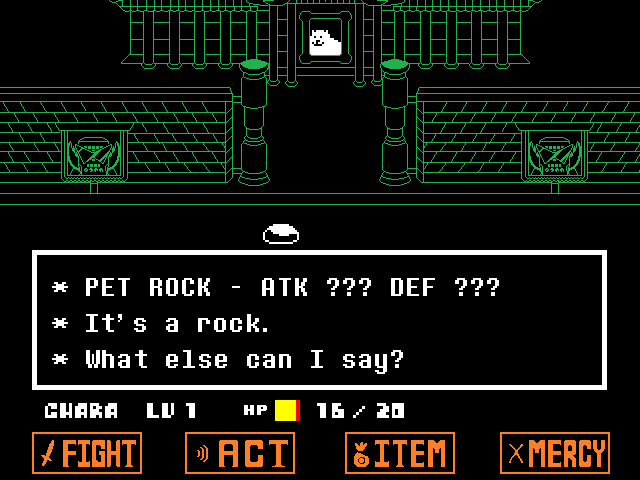 * PET ROCK - ATK ??? DEF ???
* It's a rock.
* What else can I say?
CHARA LV 1 HP 16 / 20
FIGHT ACT ITEM MERCY